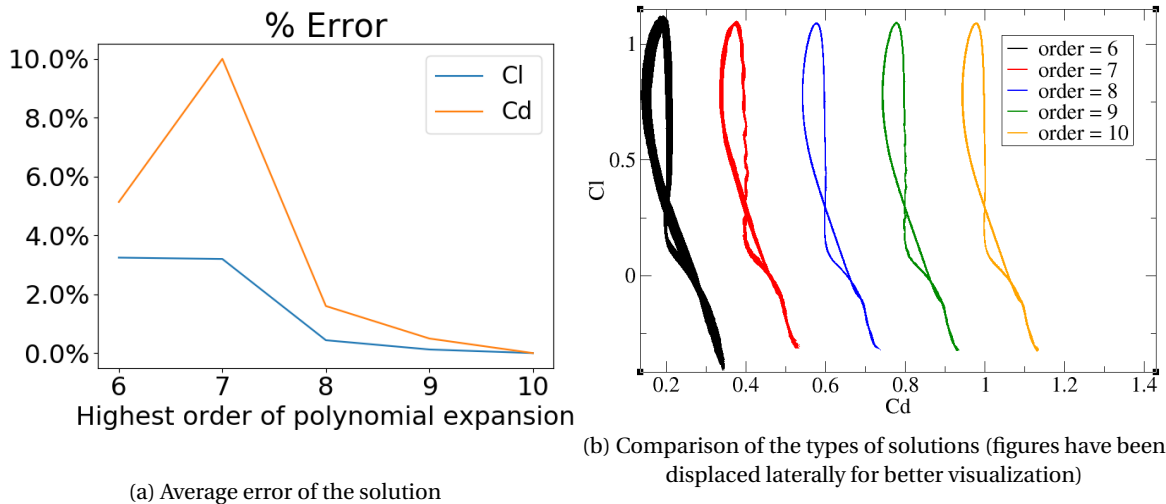 % Error
10.0%
8.0%
6.0%
4.0%
2.0%
0.0%
Cl
Cd
6 7 8 9 10
Highest order of polynomial expansion
(a) Average error of the solution
Cl
1
0.5
0
order = 6
order = 7
order = 8
order = 9
order = 10
0.2 0.4 0.6 0.8 1 1.2 1.4
Cd
(b) Comparison of the types of solutions (figures have been
displaced laterally for better visualization)